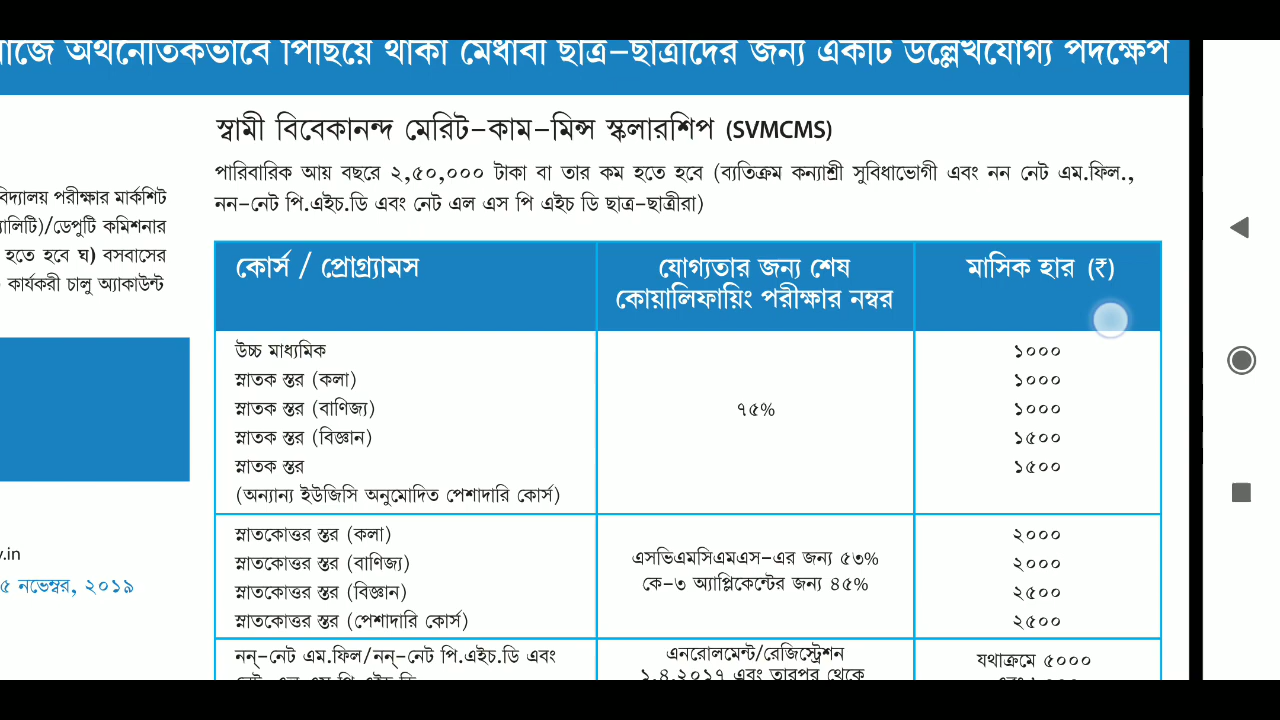 অর্থনৈতিকভাবে পিছিয়ে থাকা মেধাবী ছাত্র-ছাত্রীদের জন্য একটি উল্লেখযোগ্য পদক্ষেপ
স্বামী বিবেকানন্দ মেরিট-কাম-মিন্স স্কলারশিপ (SVMCMS)
পারিবারিক আয় বছরে ২,৫০,০০০ টাকা বা তার কম হতে হবে (ব্যতিক্রম কন্যাশ্রী সুবিধাভোগী এবং নন নেট এম.ফিল.,
নন-নেট পি.এইচ.ডি এবং নেট এল এস পি এইচ ডি ছাত্র-ছাত্রীরা)
পরীক্ষার মার্কশিট
ডেপুটি কমিশনার
হতে হবে ঘ) বসবাসের
কার্যকরী চালু অ্যাকাউন্ট
.in
৫ নভেম্বর, ২০১৯
কোর্স / প্রোগ্র্যামস
যোগ্যতার জন্য শেষ
কোয়ালিফায়িং পরীক্ষার নম্বর
মাসিক হার (₹)
উচ্চ মাধ্যমিক
১০০০
স্নাতক স্তর (কলা)
১০০০
স্নাতক স্তর (বাণিজ্য)
৭৫%
১০০০
স্নাতক স্তর (বিজ্ঞান)
১৫০০
স্নাতক স্তর
১৫০০
(অন্যান্য ইউজিসি অনুমোদিত পেশাদারি কোর্স)
স্নাতকোত্তর স্তর (কলা)
২০০০
স্নাতকোত্তর স্তর (বাণিজ্য)
এসভিএমসিএমএস-এর জন্য ৫৩%
২০০০
স্নাতকোত্তর স্তর (বিজ্ঞান)
কে-৩ অ্যাপ্লিকেন্টের জন্য ৪৫%
২৫০০
স্নাতকোত্তর স্তর (পেশাদারি কোর্স)
২৫০০
নন্-নেট এম.ফিল/নন্-নেট পি.এইচ.ডি এবং
এনরোলমেন্ট/রেজিস্ট্রেশন
যথাক্রমে ৫০০০
১.৪.২০১৭ এবং তারপর থেকে